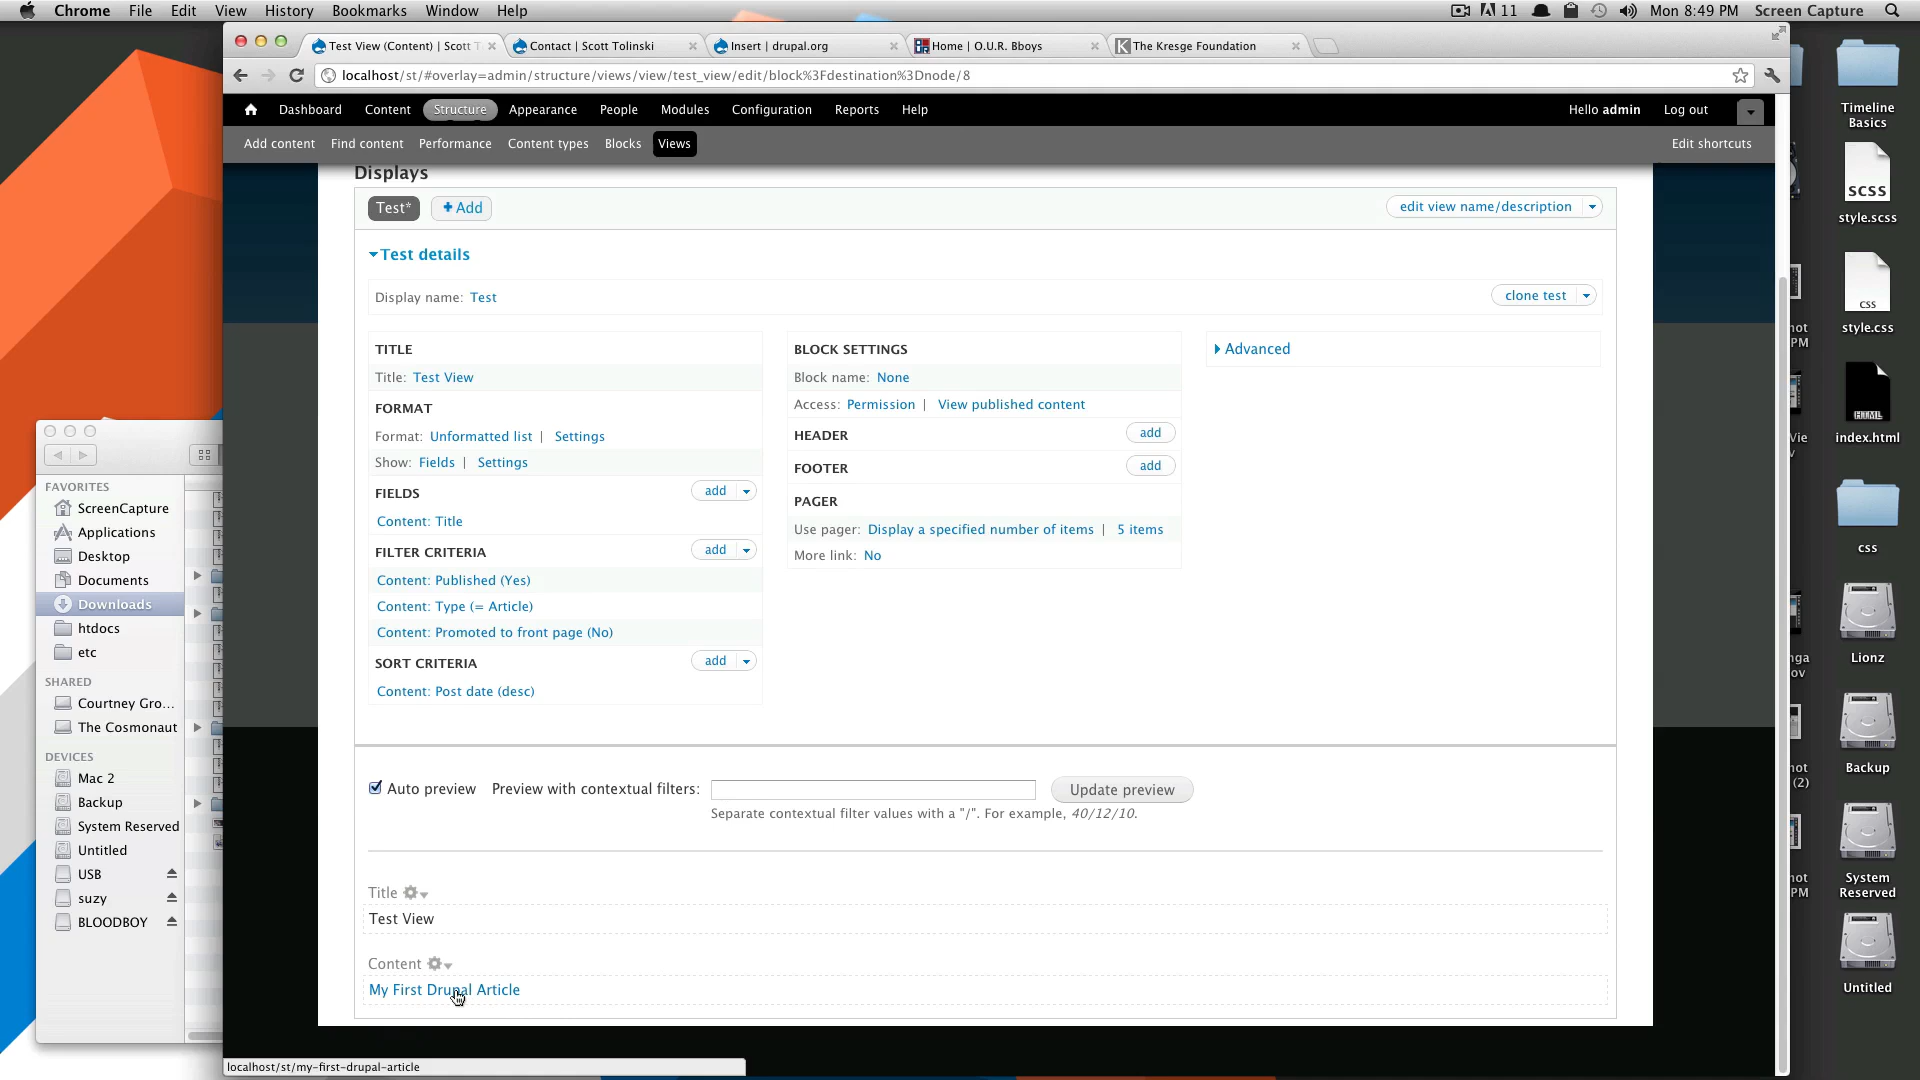 Chrome File Edit View History Bookmarks Window Help
11 Mon 8:49 PM Screen Capture
Test View (Content) | Scott T
Contact | Scott Tolinski
Insert | drupal.org
Home | O.U.R. Bboys
The Kresge Foundation
localhost/st/#overlay=admin/structure/views/view/test_view/edit/block%3Fdestination%3Dnode/8
Dashboard Content Structure Appearance People Modules Configuration Reports Help
Hello admin Log out
Add content Find content Performance Content types Blocks Views
Edit shortcuts
Displays
Test* + Add
edit view name/description
Test details
Display name: Test
clone test
TITLE
Title: Test View
FORMAT
Format: Unformatted list | Settings
Show: Fields | Settings
FIELDS add
Content: Title
FILTER CRITERIA add
Content: Published (Yes)
Content: Type (= Article)
Content: Promoted to front page (No)
SORT CRITERIA add
Content: Post date (desc)
BLOCK SETTINGS
Block name: None
Access: Permission | View published content
HEADER add
FOOTER add
PAGER
Use pager: Display a specified number of items | 5 items
More link: No
Advanced
Auto preview Preview with contextual filters: Update preview
Separate contextual filter values with a "/". For example, 40/12/10.
Title
Test View
Content
My First Drupal Article
localhost/st/my-first-drupal-article
FAVORITES
ScreenCapture
Applications
Desktop
Documents
Downloads
htdocs
etc
SHARED
Courtney Gro...
The Cosmonaut
DEVICES
Mac 2
Backup
System Reserved
Untitled
USB
suzy
BLOODBOY
Timeline
Basics
SCSS
style.scss
css
style.css
HTML
index.html
css
Lionz
Backup
System
Reserved
Untitled
PM
(2)
PM